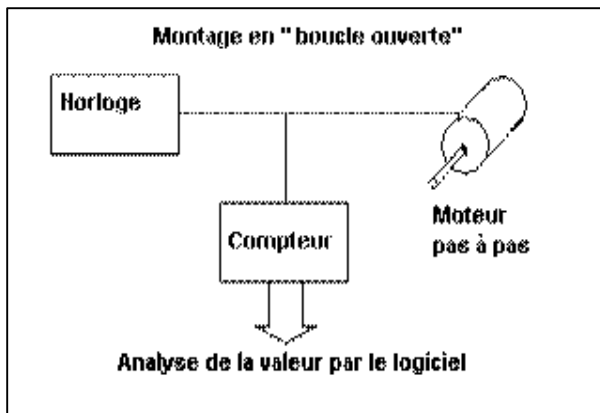 Montage en "boucle ouverte"
Horloge
Compteur
Moteur
pas à pas
Analyse de la valeur par le logiciel